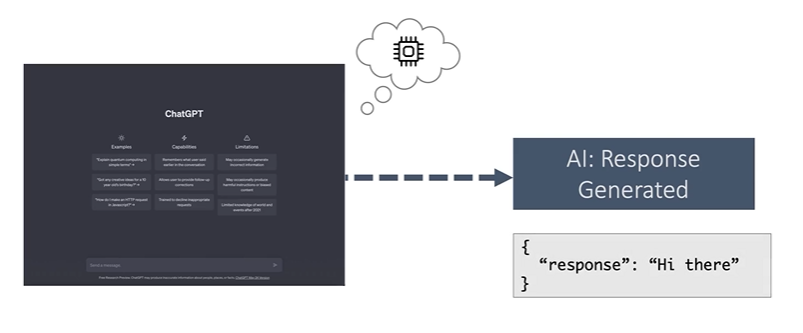 ChatGPT
Examples
Capabilities
Limitations
"Explain quantum computing in simple terms" →
Remembers what user said earlier in the conversation
May occasionally generate incorrect information
"Got any creative ideas for a 10 year old's birthday?" →
Allows user to provide follow-up corrections
May occasionally produce harmful instructions or biased content
"How do I make an HTTP request in Javascript?" →
Trained to decline inappropriate requests
Limited knowledge of world and events after 2021
Send a message.
AI: Response
Generated
{
"response": "Hi there"
}